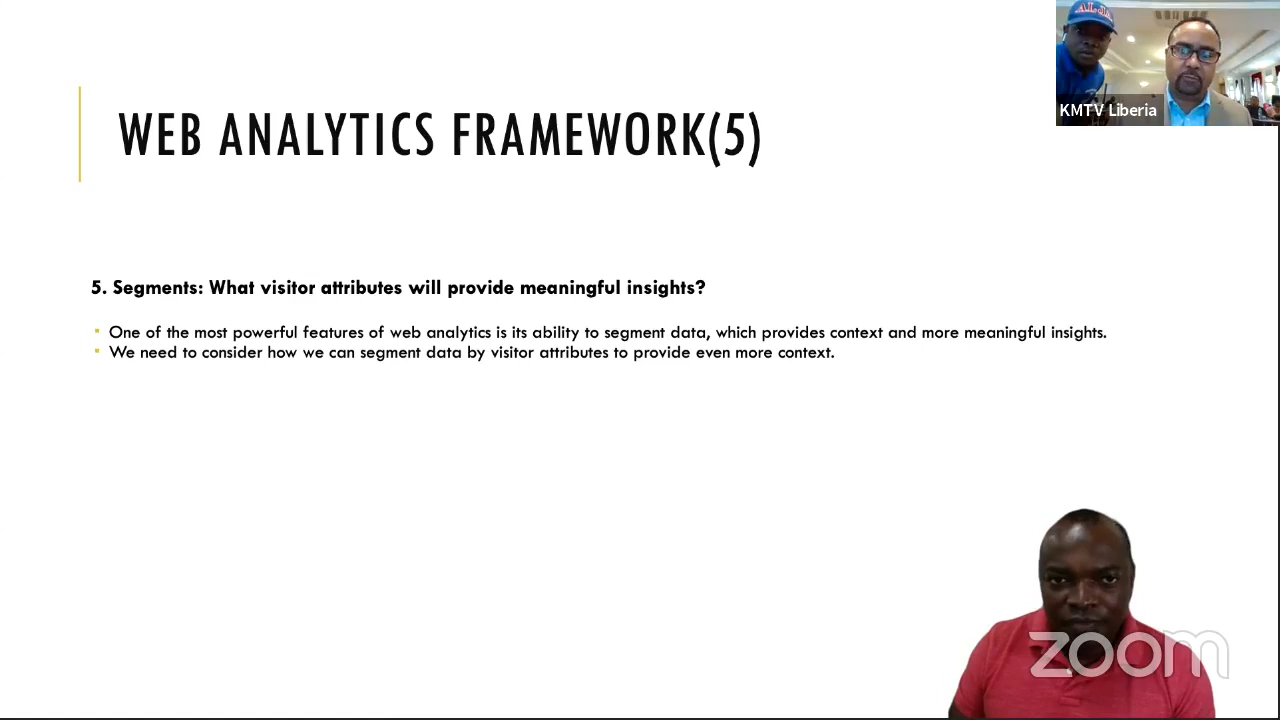 WEB ANALYTICS FRAMEWORK(5)
5. Segments: What visitor attributes will provide meaningful insights?
One of the most powerful features of web analytics is its ability to segment data, which provides context and more meaningful insights.
We need to consider how we can segment data by visitor attributes to provide even more context.
KMTV Liberia
zoom